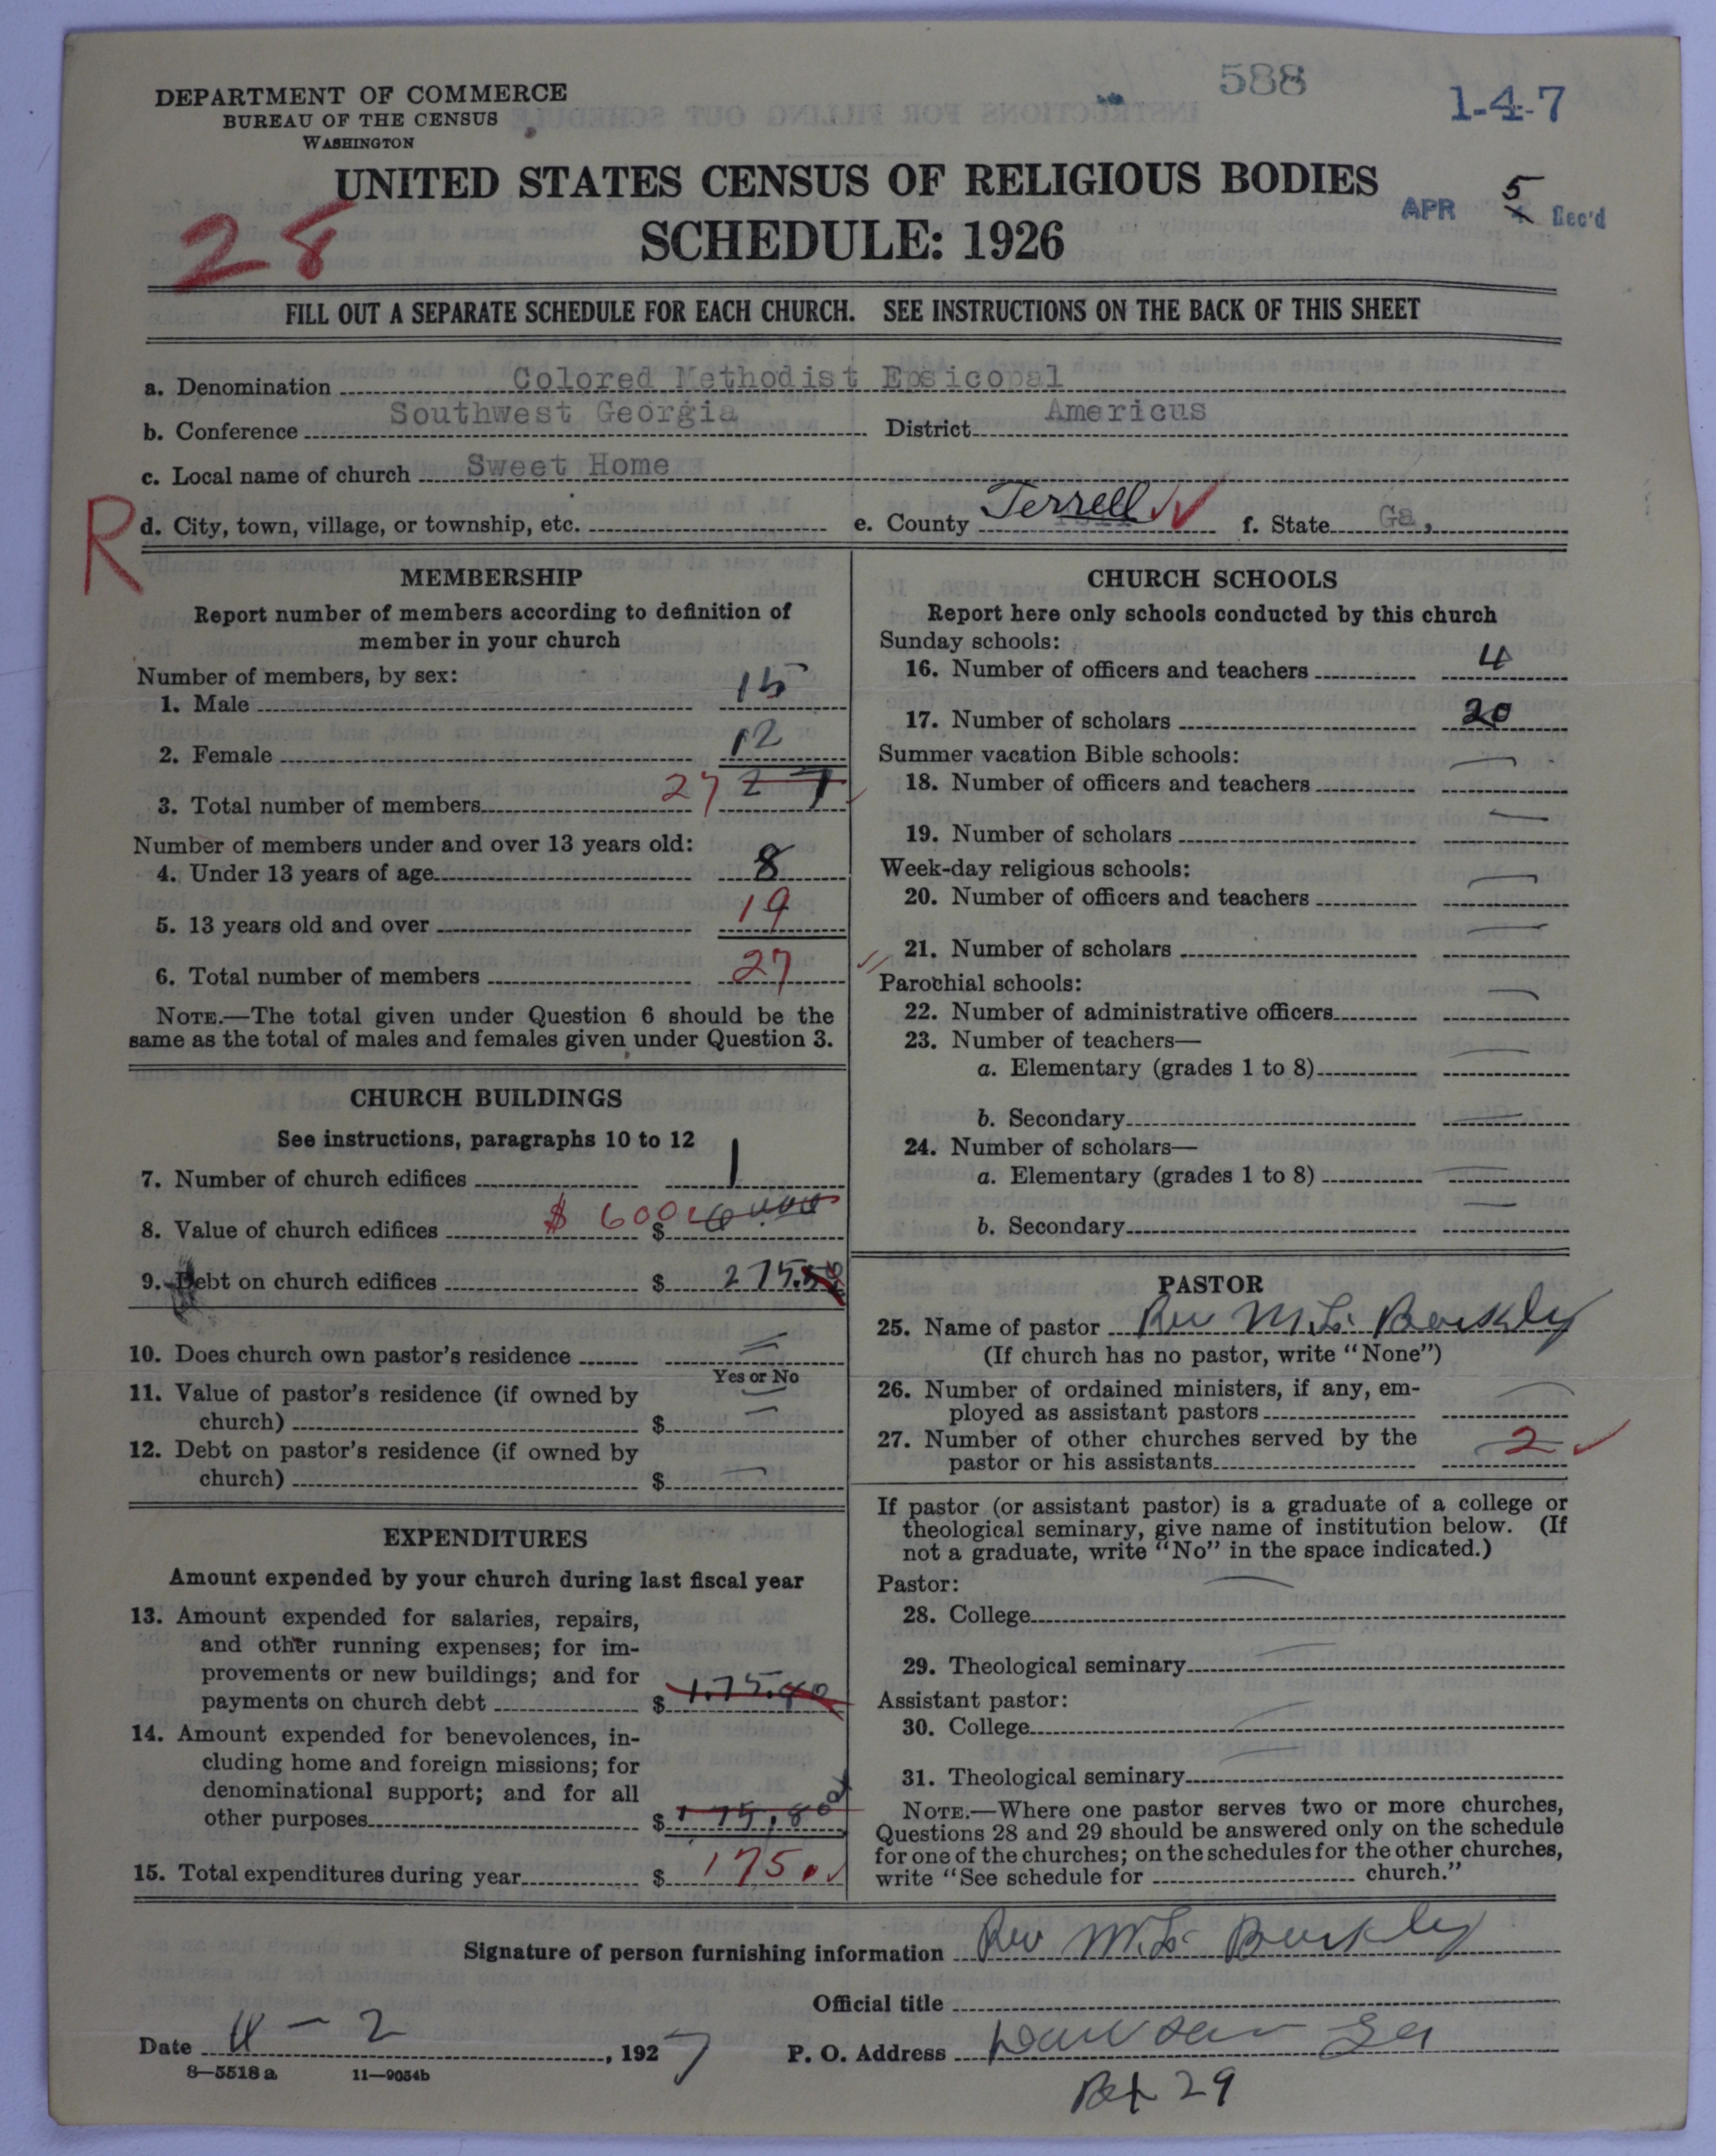 588
1-4-7
DEPARTMENT OF COMMERCE
BUREAU OF THE CENSUS
WASHINGTON
UNITED STATES CENSUS OF RELIGIOUS BODIES
SCHEDULE: 1926
APR 5 Rec'd
28
FILL OUT A SEPARATE SCHEDULE FOR EACH CHURCH. SEE INSTRUCTIONS ON THE BACK OF THIS SHEET
a. Denomination Colored Methodist Epsicopal
b. Conference Southwest Georgia District Americus
c. Local name of church Sweet Home
R
d. City, town, village, or township, etc. e. County Terrell f. State Ga,
MEMBERSHIP
Report number of members according to definition of
member in your church
Number of members, by sex:
1. Male 15
2. Female 12
3. Total number of members 27 27
Number of members under and over 13 years old:
4. Under 13 years of age 8
5. 13 years old and over 19
6. Total number of members 27
NOTE.—The total given under Question 6 should be the
same as the total of males and females given under Question 3.
CHURCH BUILDINGS
See instructions, paragraphs 10 to 12
7. Number of church edifices 1
8. Value of church edifices $ 600 $
9. Debt on church edifices $ 275.
10. Does church own pastor's residence
Yes or No
11. Value of pastor's residence (if owned by
church) $
12. Debt on pastor's residence (if owned by
church) $
EXPENDITURES
Amount expended by your church during last fiscal year
13. Amount expended for salaries, repairs,
and other running expenses; for im-
provements or new buildings; and for
payments on church debt $ 1.75.40
14. Amount expended for benevolences, in-
cluding home and foreign missions; for
denominational support; and for all
other purposes $
15. Total expenditures during year $ 175.
CHURCH SCHOOLS
Report here only schools conducted by this church
Sunday schools:
16. Number of officers and teachers 4
17. Number of scholars 20
Summer vacation Bible schools:
18. Number of officers and teachers
19. Number of scholars
Week-day religious schools:
20. Number of officers and teachers
21. Number of scholars
Parochial schools:
22. Number of administrative officers
23. Number of teachers—
a. Elementary (grades 1 to 8)
b. Secondary
24. Number of scholars—
a. Elementary (grades 1 to 8)
b. Secondary
PASTOR
25. Name of pastor Rev M. L.
(If church has no pastor, write "None")
26. Number of ordained ministers, if any, em-
ployed as assistant pastors
27. Number of other churches served by the
pastor or his assistants 2
If pastor (or assistant pastor) is a graduate of a college or
theological seminary, give name of institution below. (If
not a graduate, write "No" in the space indicated.)
Pastor:
28. College
29. Theological seminary
Assistant pastor:
30. College
31. Theological seminary
NOTE.—Where one pastor serves two or more churches,
Questions 28 and 29 should be answered only on the schedule
for one of the churches; on the schedules for the other churches,
write "See schedule for church."
Signature of person furnishing information Rev M. L.
Official title
Date 4-2, 1927 P. O. Address Dawson Ga
8—5518 a 11—9054b
Box 29